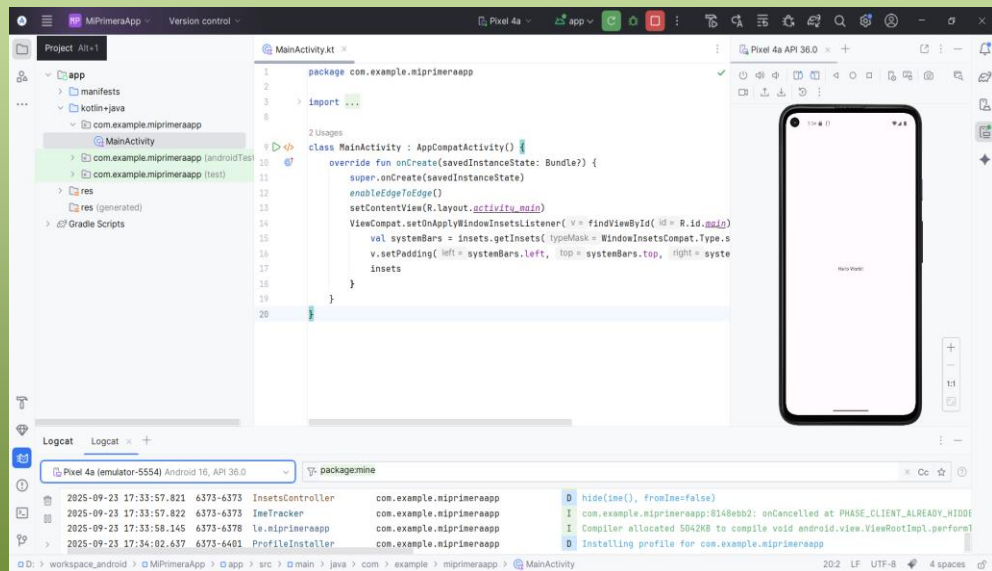 MP MiPrimeraApp Version control Pixel 4a app
Project Alt+1
app
manifests
kotlin+java
com.example.miprimeraapp
MainActivity
com.example.miprimeraapp (androidTest
com.example.miprimeraapp (test)
res
res (generated)
Gradle Scripts
MainActivity.kt
1 package com.example.miprimeraapp
2
3 import ...
8
2 Usages
9 class MainActivity : AppCompatActivity() {
10 override fun onCreate(savedInstanceState: Bundle?) {
11 super.onCreate(savedInstanceState)
12 enableEdgeToEdge()
13 setContentView(R.layout.activity_main)
14 ViewCompat.setOnApplyWindowInsetsListener( v = findViewById( id = R.id.main)
15 val systemBars = insets.getInsets( typeMask = WindowInsetsCompat.Type.s
16 v.setPadding( left = systemBars.left, top = systemBars.top, right = syste
17 insets
18 }
19 }
20 }
Pixel 4a API 36.0
Hello World!
1:1
Logcat Logcat
Pixel 4a (emulator-5554) Android 16, API 36.0
package:mine
Cc
2025-09-23 17:33:57.821 6373-6373 InsetsController com.example.miprimeraapp D hide(ime(), fromIme=false)
2025-09-23 17:33:57.822 6373-6373 ImeTracker com.example.miprimeraapp I com.example.miprimeraapp:8148ebb2: onCancelled at PHASE_CLIENT_ALREADY_HIDDE
2025-09-23 17:33:58.145 6373-6378 le.miprimeraapp com.example.miprimeraapp I Compiler allocated 5042KB to compile void android.view.ViewRootImpl.performT
2025-09-23 17:34:02.637 6373-6401 ProfileInstaller com.example.miprimeraapp D Installing profile for com.example.miprimeraapp
D: > workspace_android > MiPrimeraApp > app > src > main > java > com > example > miprimeraapp > MainActivity
20:2 LF UTF-8 4 spaces